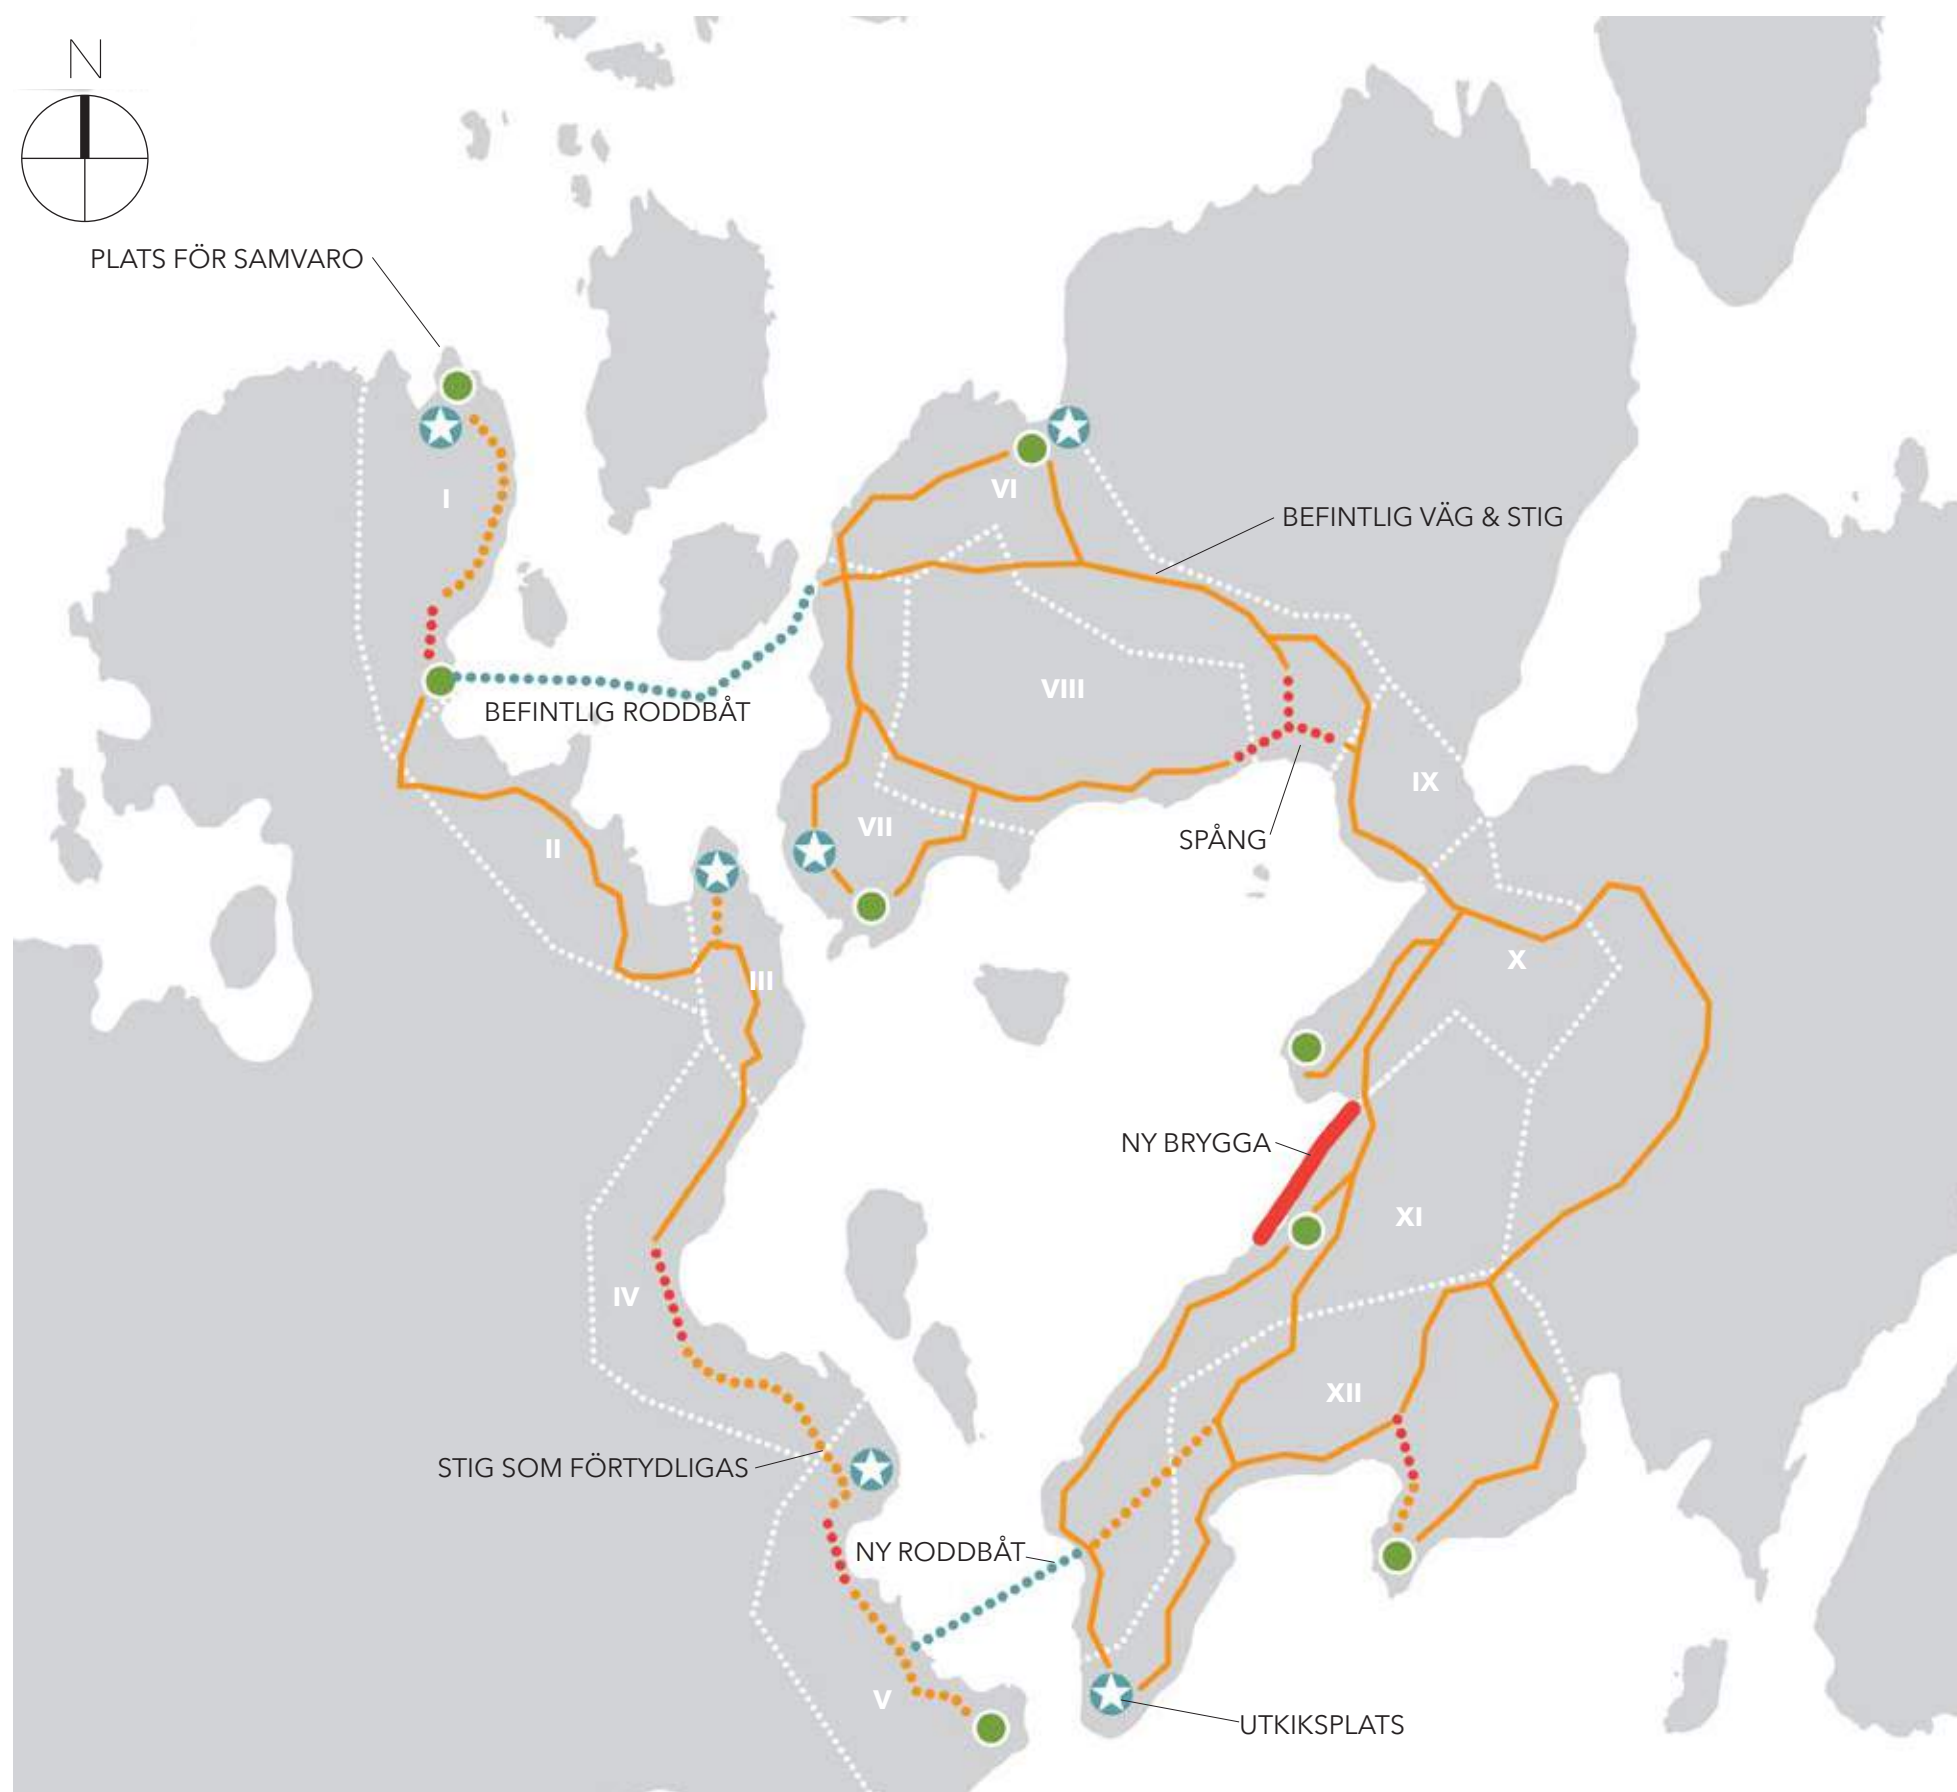 N
PLATS FÖR SAMVARO
I
VI
BEFINTLIG VÄG & STIG
VIII
BEFINTLIG RODDBÅT
IX
VII
SPÅNG
II
X
III
NY BRYGGA
XI
IV
XII
STIG SOM FÖRTYDLIGAS
NY RODDBÅT
V
UTKIKSPLATS